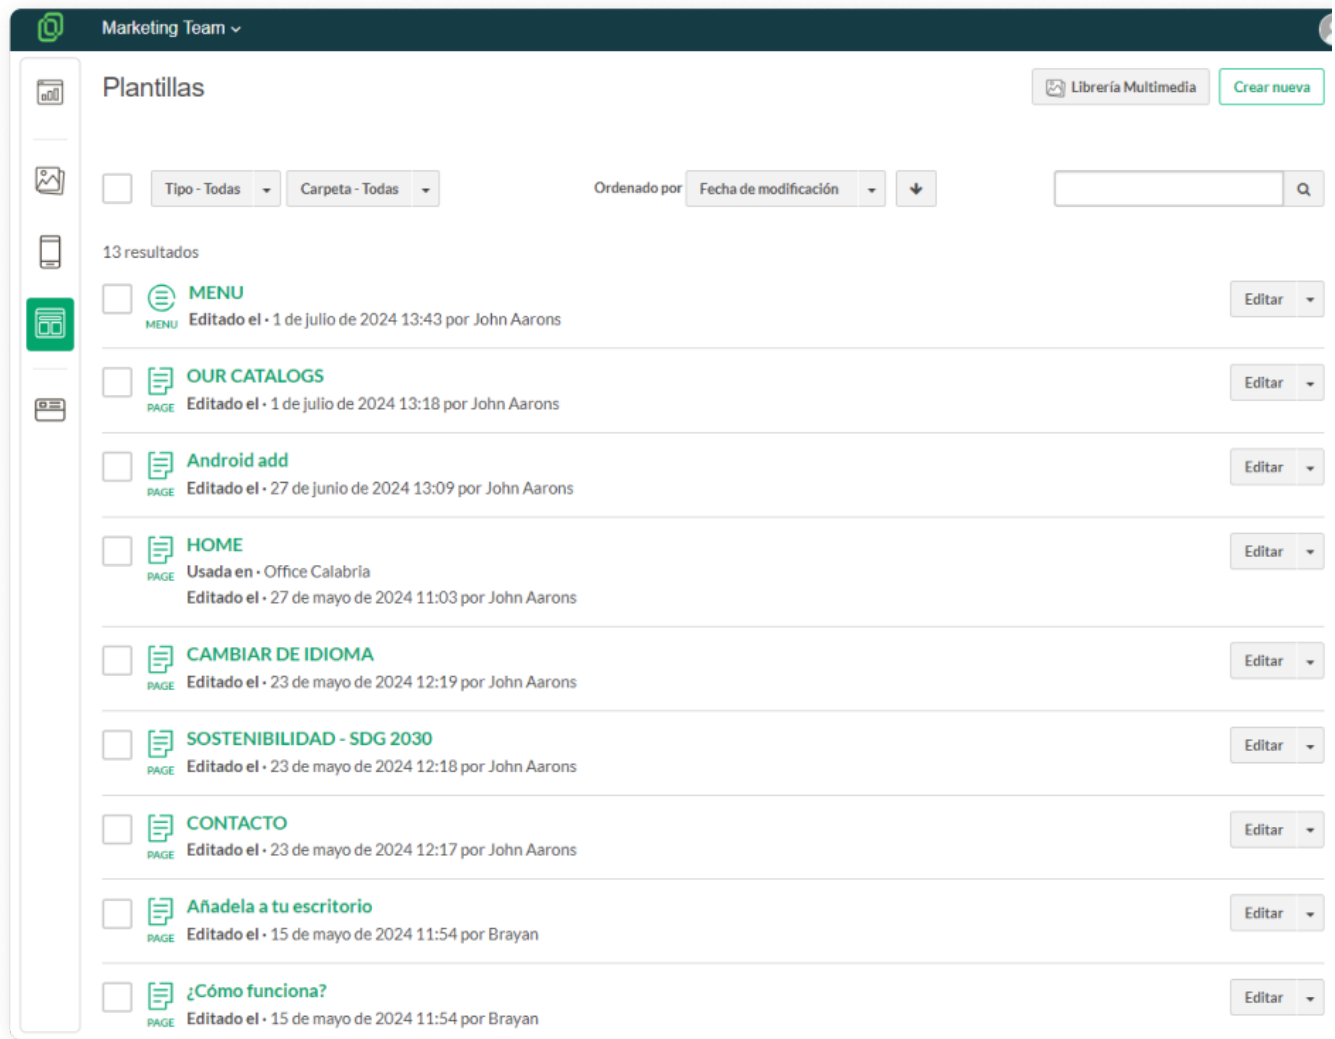 Marketing Team
Plantillas
Librería Multimedia
Crear nueva
Tipo - Todas
Carpeta - Todas
Ordenado por
Fecha de modificación
13 resultados
MENU
MENU
Editado el · 1 de julio de 2024 13:43 por John Aarons
Editar
OUR CATALOGS
PAGE
Editado el · 1 de julio de 2024 13:18 por John Aarons
Editar
Android add
PAGE
Editado el · 27 de junio de 2024 13:09 por John Aarons
Editar
HOME
PAGE
Usada en · Office Calabria
Editado el · 27 de mayo de 2024 11:03 por John Aarons
Editar
CAMBIAR DE IDIOMA
PAGE
Editado el · 23 de mayo de 2024 12:19 por John Aarons
Editar
SOSTENIBILIDAD - SDG 2030
PAGE
Editado el · 23 de mayo de 2024 12:18 por John Aarons
Editar
CONTACTO
PAGE
Editado el · 23 de mayo de 2024 12:17 por John Aarons
Editar
Añadela a tu escritorio
PAGE
Editado el · 15 de mayo de 2024 11:54 por Brayan
Editar
¿Cómo funciona?
PAGE
Editado el · 15 de mayo de 2024 11:54 por Brayan
Editar